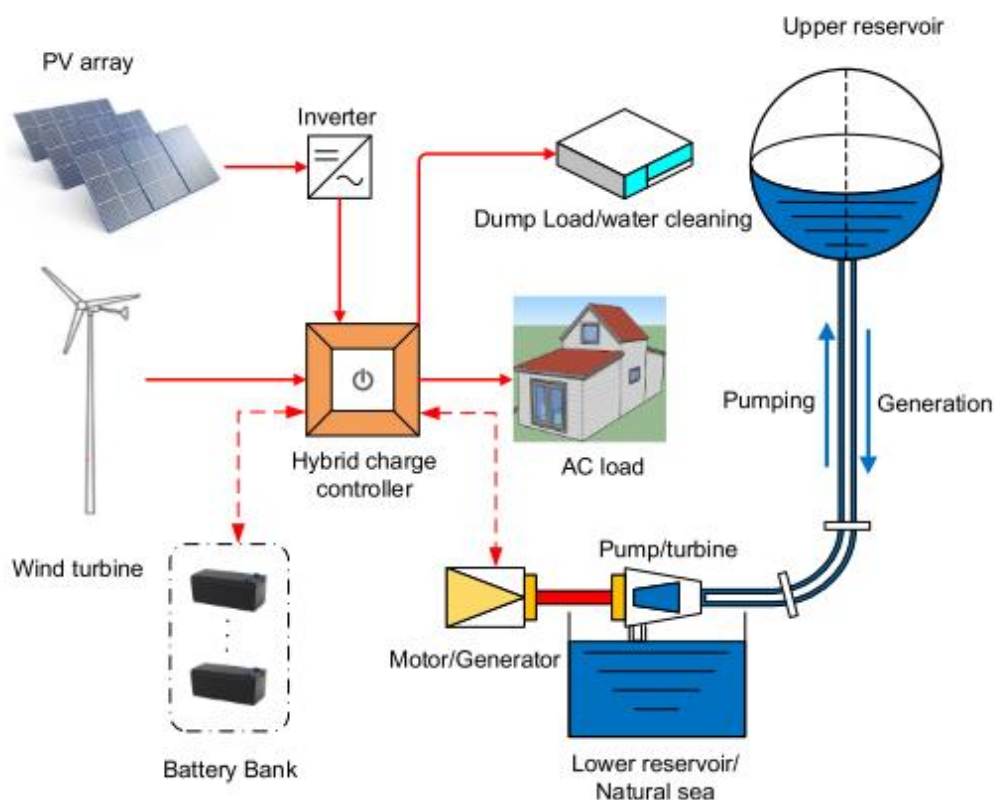 Upper reservoir
PV array
Inverter
Dump Load/water cleaning
Pumping
Generation
Hybrid charge
controller
AC load
Wind turbine
Pump/turbine
Motor/Generator
Battery Bank
Lower reservoir/
Natural sea